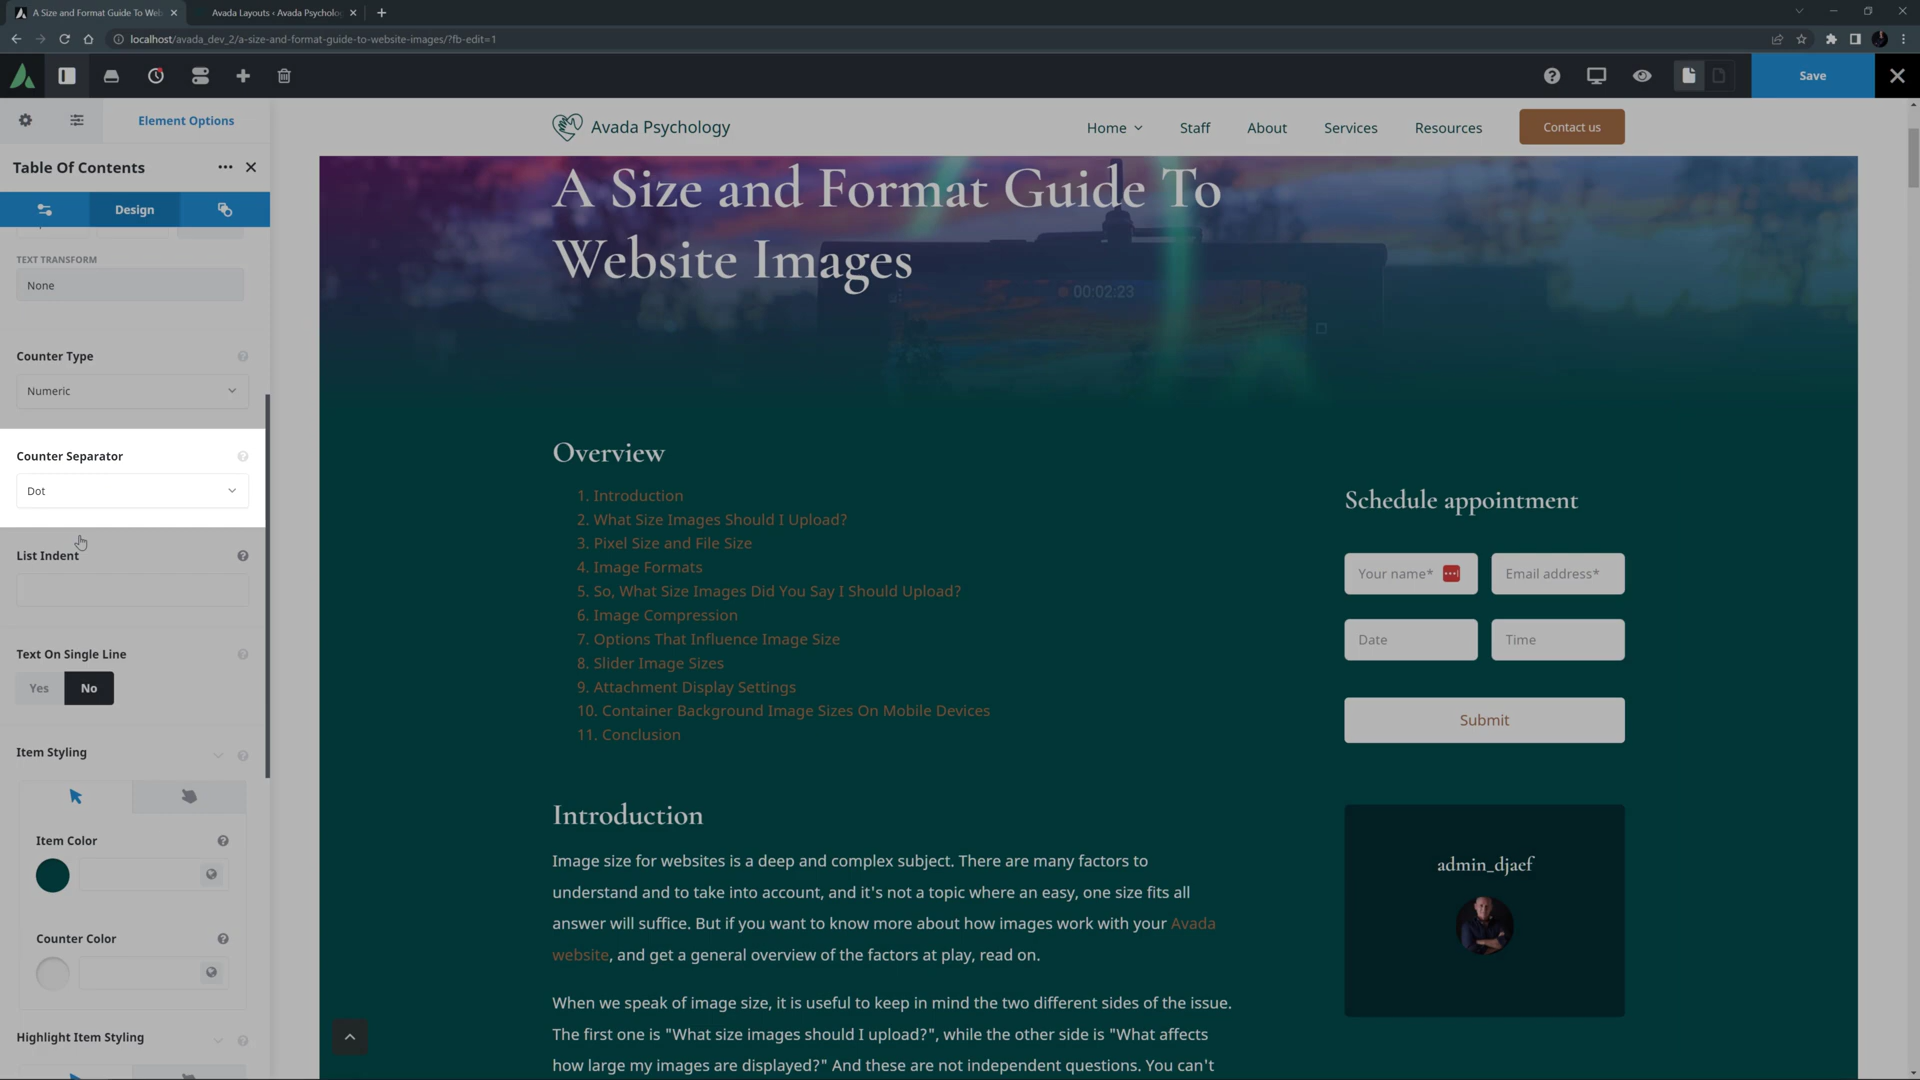 A Size and Format Guide To Web
Avada Layouts ‹ Avada Psycholo
localhost/avada_dev_2/a-size-and-format-guide-to-website-images/?fb-edit=1
Save
Element Options
Table Of Contents
Design
TEXT TRANSFORM
None
Counter Type
Numeric
Counter Separator
Dot
List Indent
Text On Single Line
Yes
No
Item Styling
Item Color
Counter Color
Highlight Item Styling
Avada Psychology
Home
Staff
About
Services
Resources
Contact us
A Size and Format Guide To
Website Images
00:02:23
Overview
1. Introduction
2. What Size Images Should I Upload?
3. Pixel Size and File Size
4. Image Formats
5. So, What Size Images Did You Say I Should Upload?
6. Image Compression
7. Options That Influence Image Size
8. Slider Image Sizes
9. Attachment Display Settings
10. Container Background Image Sizes On Mobile Devices
11. Conclusion
Schedule appointment
Your name*
Email address*
Date
Time
Submit
Introduction
Image size for websites is a deep and complex subject. There are many factors to
understand and to take into account, and it's not a topic where an easy, one size fits all
answer will suffice. But if you want to know more about how images work with your Avada
website, and get a general overview of the factors at play, read on.
When we speak of image size, it is useful to keep in mind the two different sides of the issue.
The first one is "What size images should I upload?", while the other side is "What affects
how large my images are displayed?" And these are not independent questions. You can't
admin_djaef